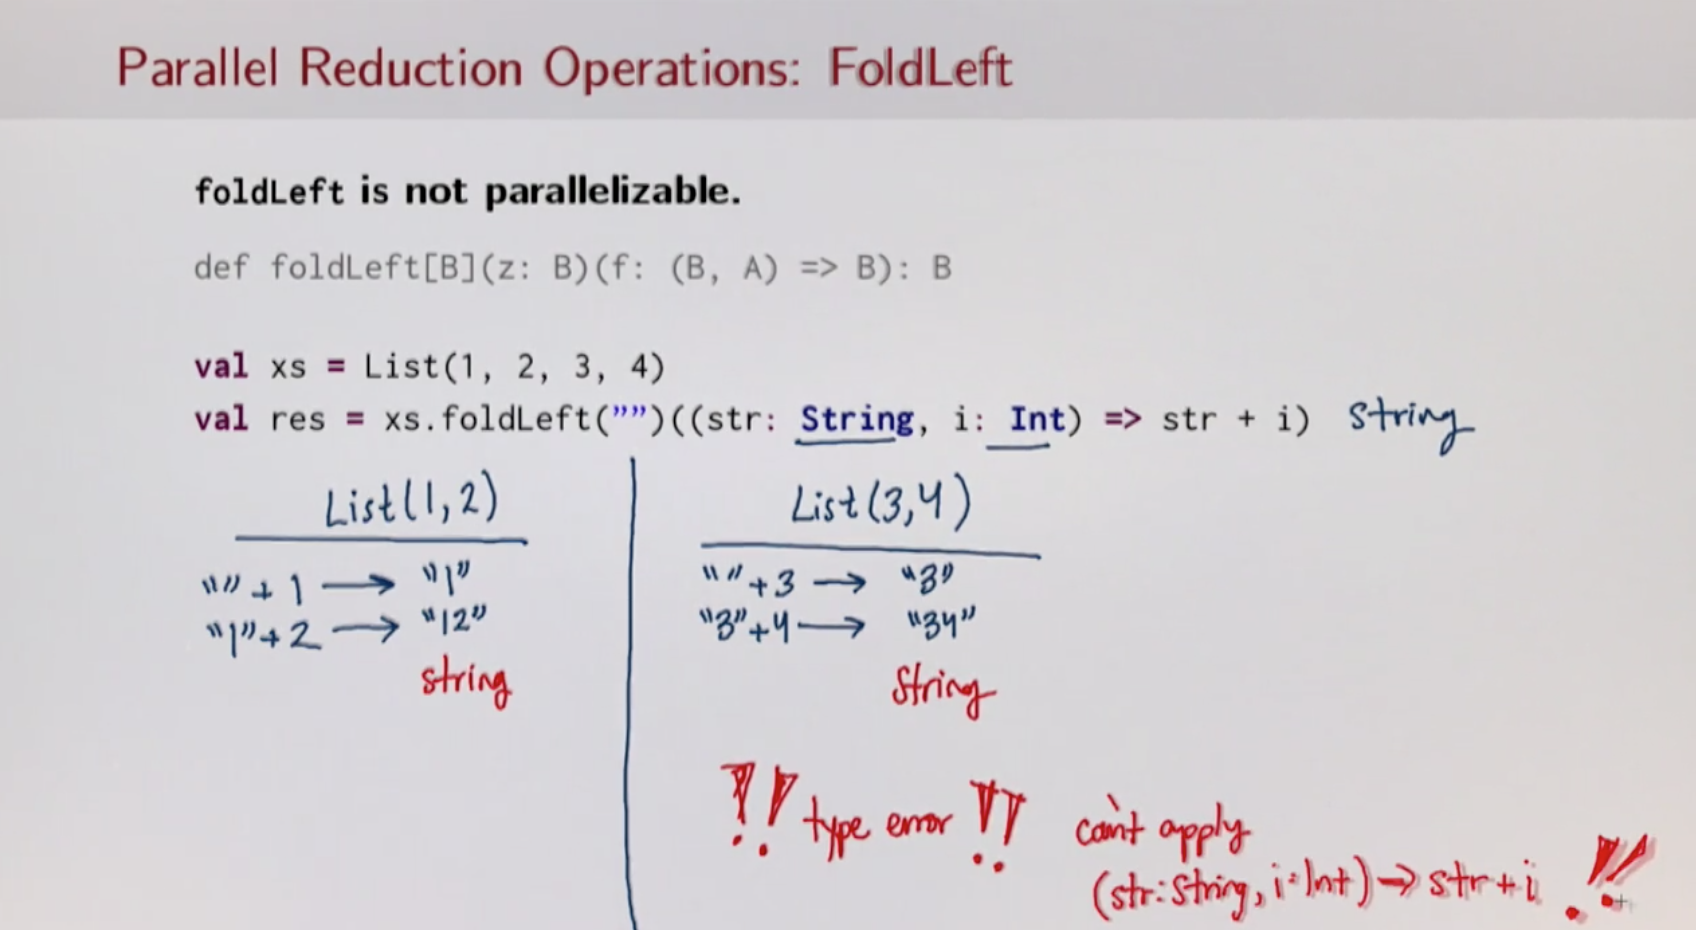 Parallel Reduction Operations: FoldLeft
foldLeft is not parallelizable.
def foldLeft[B](z: B)(f: (B, A) => B): B
val xs = List(1, 2, 3, 4)
val res = xs.foldLeft(””)((str: String, i: Int) => str + i) String
List(1,2)
"" + 1 → "1"
"1" + 2 → "12"
string
List(3,4)
"" + 3 → "3"
"3" + 4 → "34"
String
!! type error !!
can't apply
(str:String, i:Int) → str + i !!